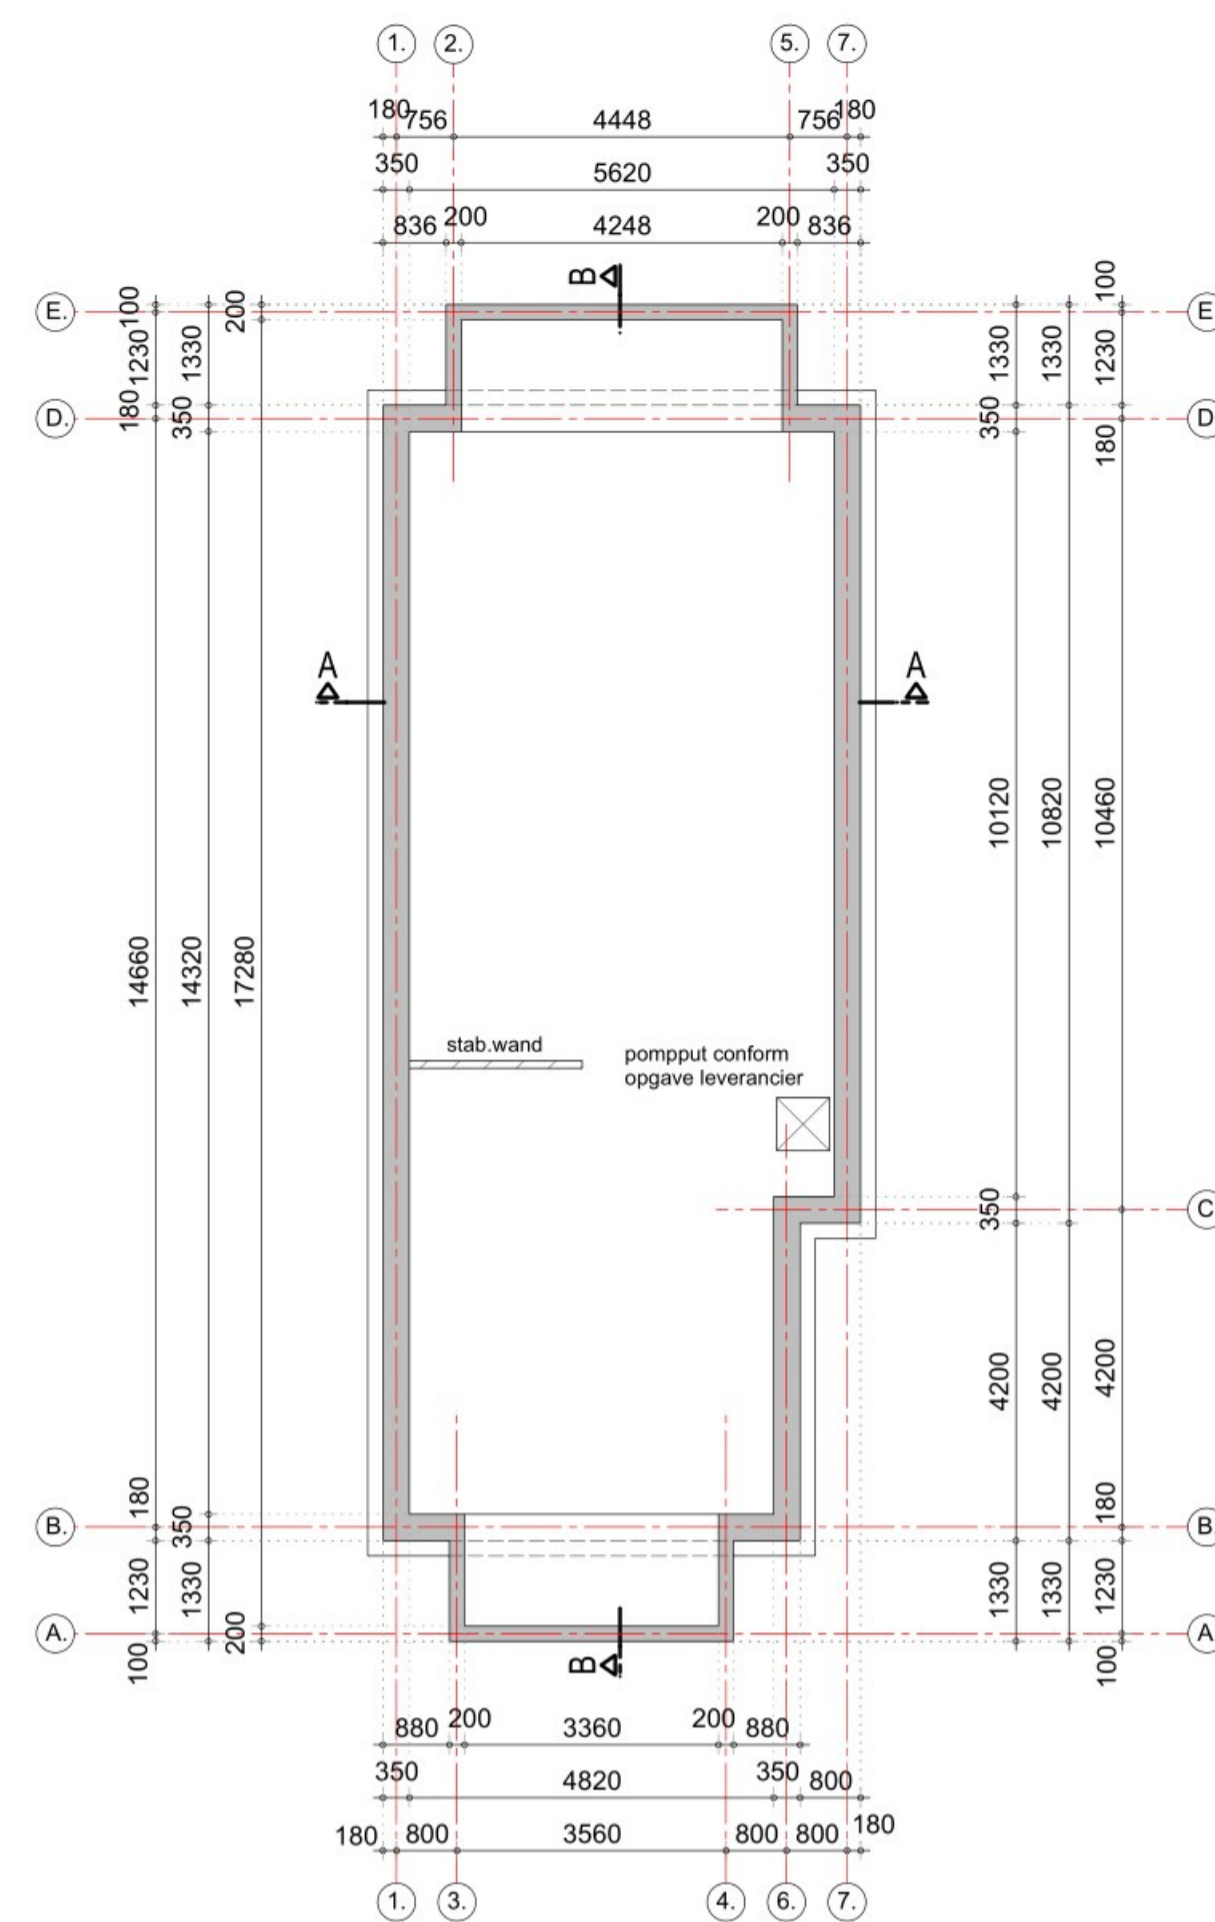 1. 2. 5. 7.
180 756 4448 756 180
350 5620 350
836 200 4248 200 836
B
E. 100 1230 1330 200 1330 1330 1230 100 E
D. 180 350 350 180 D
A A
14660 14320 17280 10120 10820 10460
stab.wand
pompput conform
opgave leverancier
350 C
4200 4200 4200
B. 180 350 180 B.
1230 1330 1330 1330 1230
A. 100 200 100 A
B
880 200 3360 200 880
350 4820 350 800
180 800 3560 800 800 180
1. 3. 4. 6. 7.